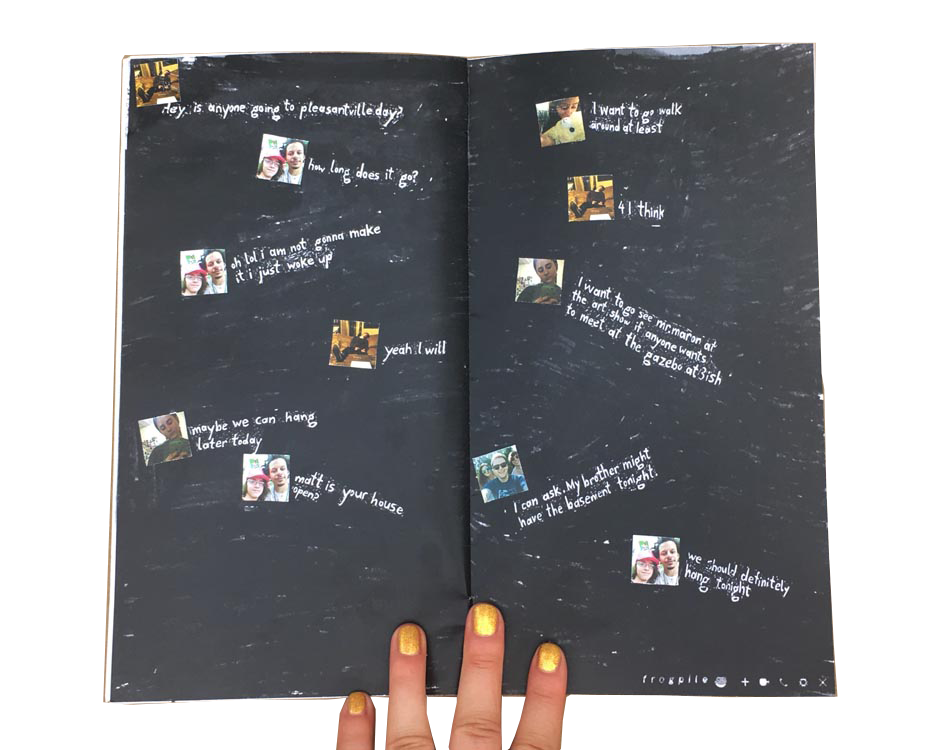 Hey, is anyone going to pleasantville day?
how long does it go?
oh lol i am not gonna make
it i just woke up
yeah I will
maybe we can hang
later today
matt is your house
open?
I want to go walk
around at least
4 I think
I want to go see mr. maron at
the art show if anyone wants
to meet at the gazebo at 3ish
I can ask. My brother might
have the basement tonight.
we should definitely
hang tonight
frogpile